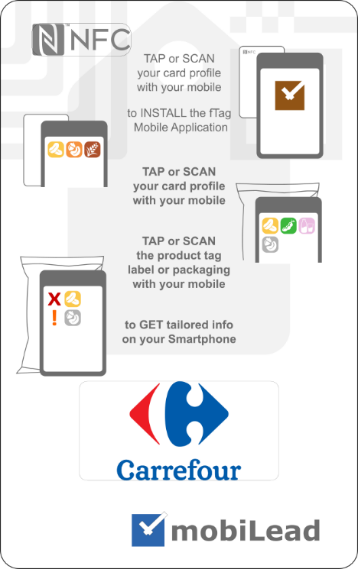 NFC
TAP or SCAN
your card profile
with your mobile
to INSTALL the fTag
Mobile Application
TAP or SCAN
your card profile
with your mobile
TAP or SCAN
the product tag
label or packaging
with your mobile
X
!
to GET tailored info
on your Smartphone
Carrefour
mobiLead